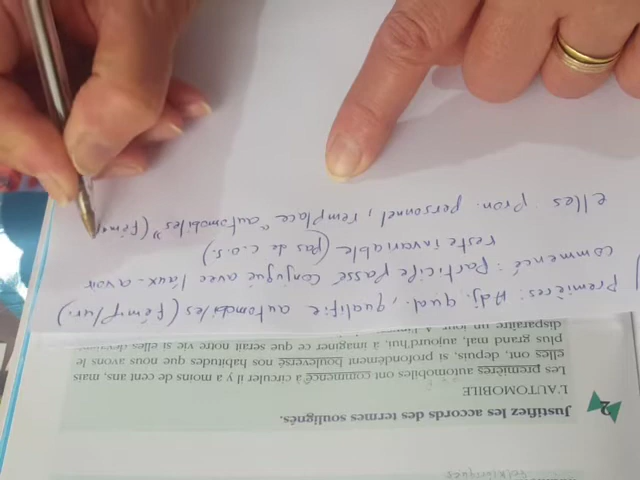 2 Justifiez les accords des termes soulignés.
L'AUTOMOBILE
Les premières automobiles ont commencé à circuler il y a moins de cent ans, mais
elles ont, depuis, si profondément bouleversé nos habitudes que nous avons le
plus grand mal, aujourd'hui, à imaginer ce que serait notre vie si elles
disparaître un jour
Premières: Adj. qual., qualifie automobiles (fém. plur.)
commencé: Participe Passé conjugué avec l'aux. avoir
reste invariable (pas de C.O.D.)
elles: Pron. personnel, remplace "automobiles" (fém.